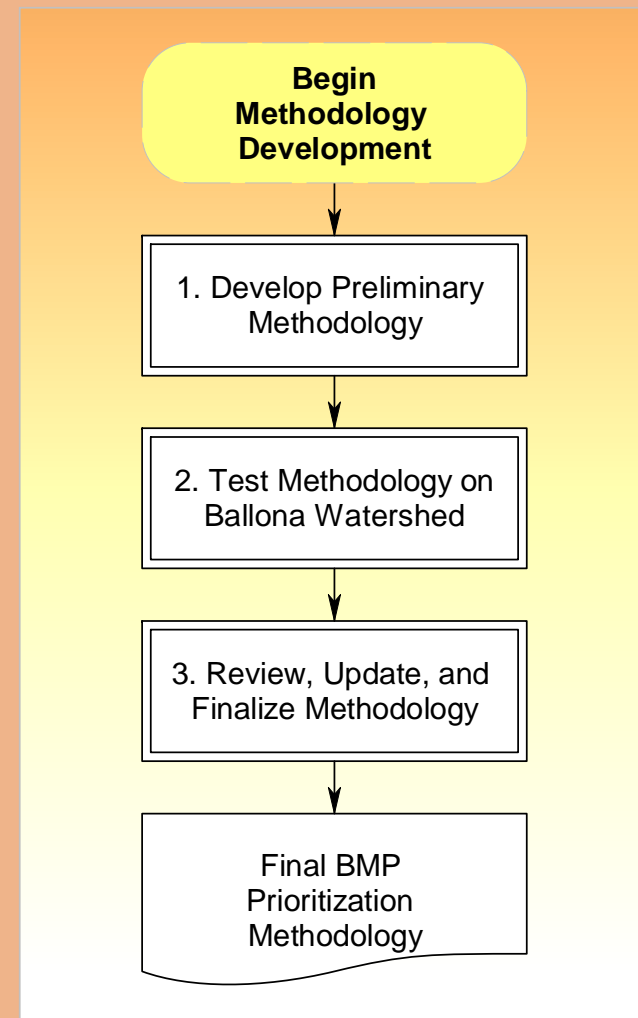 Begin
Methodology
Development
1. Develop Preliminary
Methodology
2. Test Methodology on
Ballona Watershed
3. Review, Update, and
Finalize Methodology
Final BMP
Prioritization
Methodology